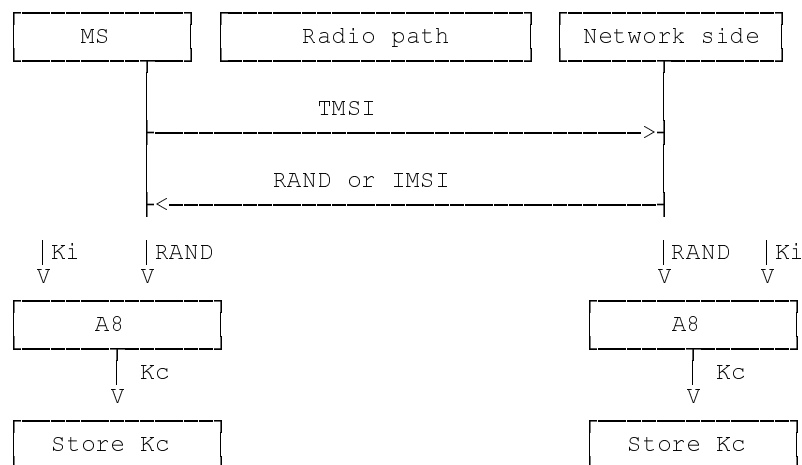 MS Radio path Network side
TMSI
RAND or IMSI
Ki RAND RAND Ki
V V V V
A8 A8
Kc Kc
V V
Store Kc Store Kc